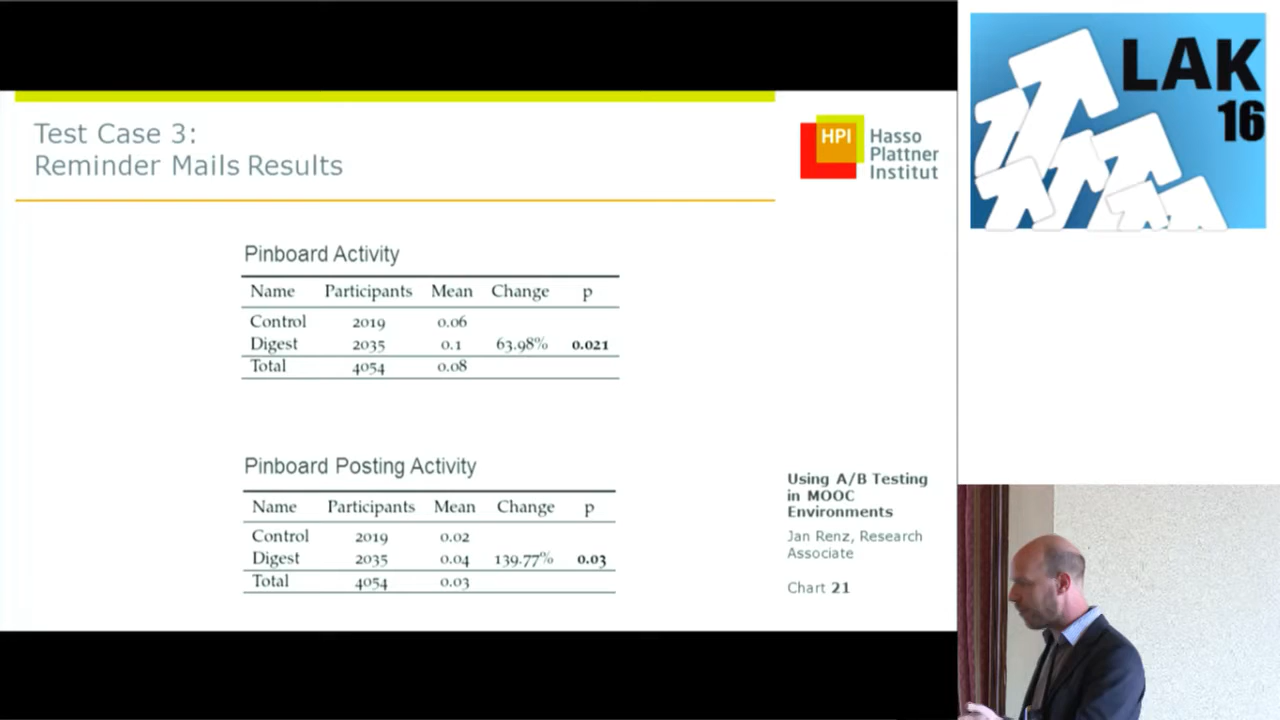 Test Case 3:
Reminder Mails Results
HPI Hasso
Plattner
Institut
Pinboard Activity
Name Participants Mean Change p
Control 2019 0.06
Digest 2035 0.1 63.98% 0.021
Total 4054 0.08
Pinboard Posting Activity
Name Participants Mean Change p
Control 2019 0.02
Digest 2035 0.04 139.77% 0.03
Total 4054 0.03
Using A/B Testing
in MOOC
Environments
Jan Renz, Research
Associate
Chart 21
LAK
16